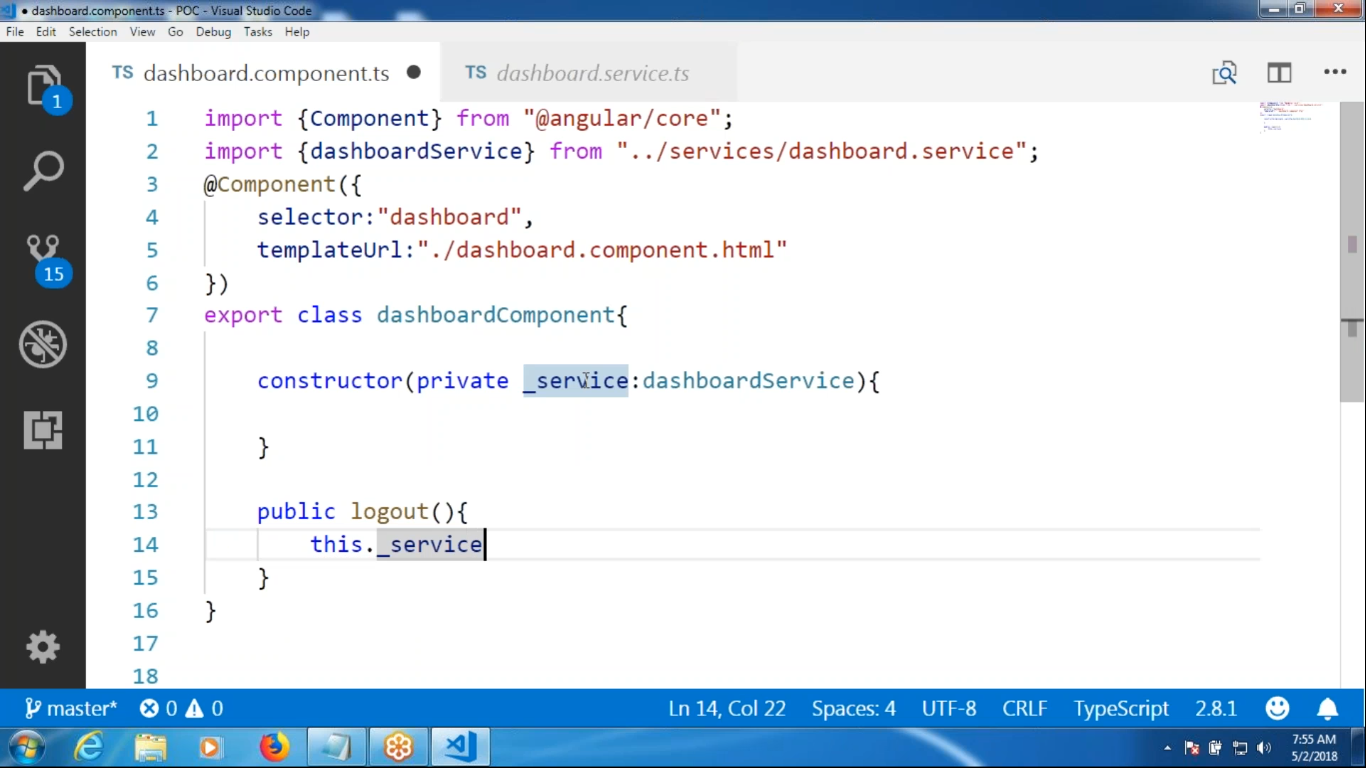 dashboard.component.ts - POC - Visual Studio Code
File Edit Selection View Go Debug Tasks Help
TS dashboard.component.ts
TS dashboard.service.ts
1
15
1 import {Component} from "@angular/core";
2 import {dashboardService} from "../services/dashboard.service";
3 @Component({
4 selector:"dashboard",
5 templateUrl:"./dashboard.component.html"
6 })
7 export class dashboardComponent{
8
9 constructor(private _service:dashboardService){
10
11 }
12
13 public logout(){
14 this._service
15 }
16 }
17
18
master* 0 0 Ln 14, Col 22 Spaces: 4 UTF-8 CRLF TypeScript 2.8.1
7:55 AM
5/2/2018